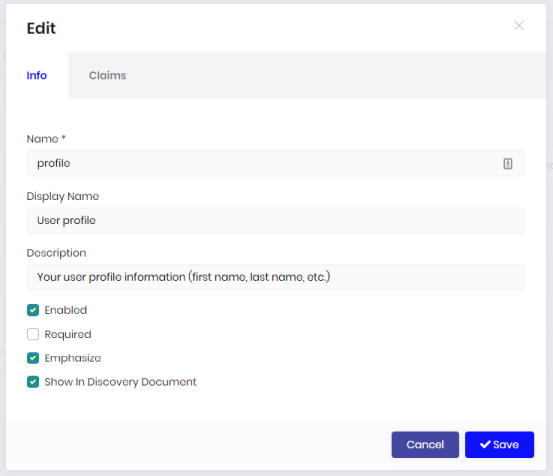 Edit
Info
Claims
Name *
profile
Display Name
User profile
Description
Your user profile information (first name, last name, etc.)
Enabled
Required
Emphasize
Show In Discovery Document
Cancel
Save